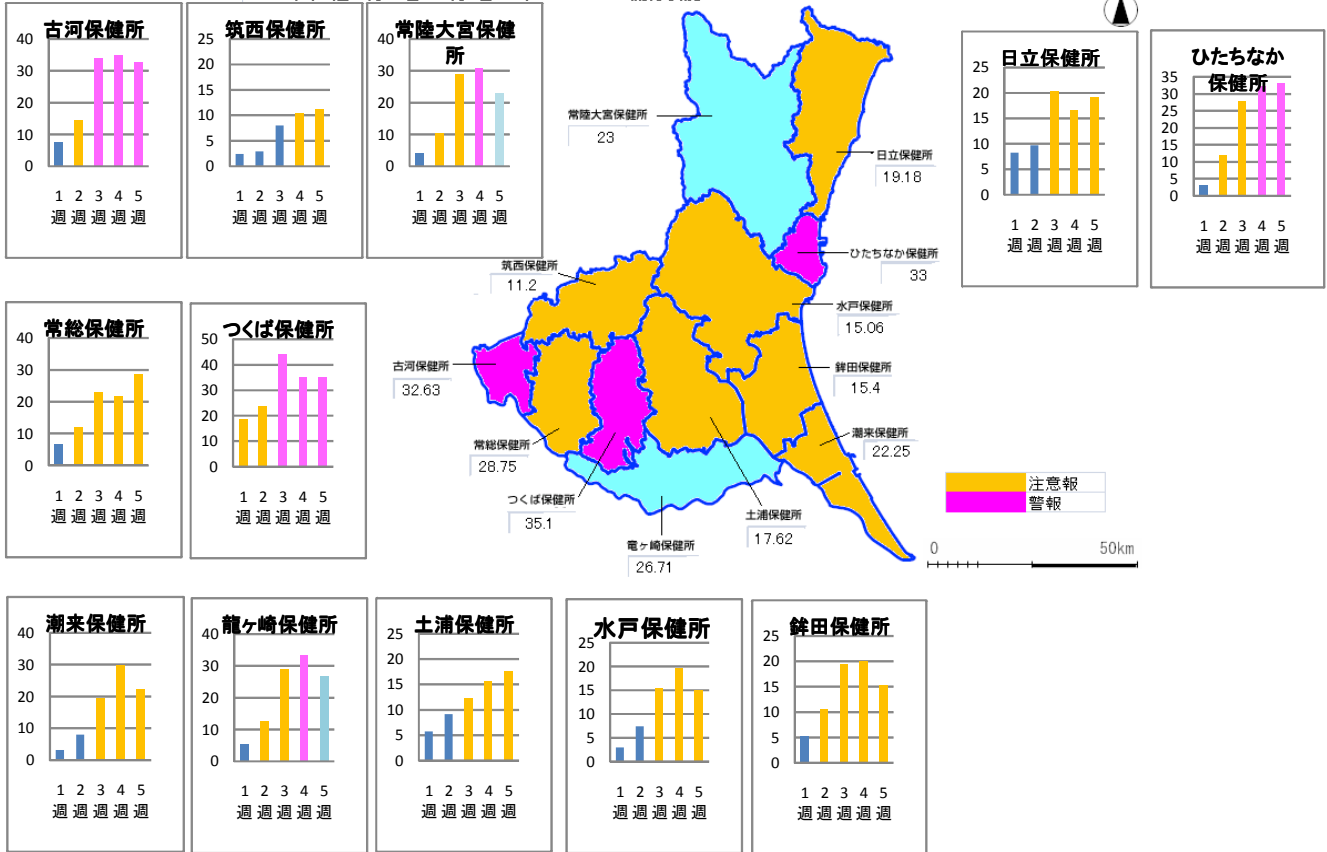 古河保健所
40
30
20
10
0
1 2 3 4 5
週 週 週 週 週
筑西保健所
25
20
15
10
5
0
1 2 3 4 5
週 週 週 週 週
常陸大宮保健
所
40
30
20
10
0
1 2 3 4 5
週 週 週 週 週
常陸大宮保健所
23
日立保健所
19.18
ひたちなか保健所
33
筑西保健所
11.2
水戸保健所
15.06
古河保健所
32.63
鉾田保健所
15.4
潮来保健所
22.25
常総保健所
28.75
つくば保健所
35.1
土浦保健所
17.62
竜ヶ崎保健所
26.71
注意報
警報
0 50km
日立保健所
25
20
15
10
5
0
1 2 3 4 5
週 週 週 週 週
ひたちなか
保健所
35
30
25
20
15
10
5
0
1 2 3 4 5
週 週 週 週 週
常総保健所
40
30
20
10
0
1 2 3 4 5
週 週 週 週 週
つくば保健所
50
40
30
20
10
0
1 2 3 4 5
週 週 週 週 週
潮来保健所
40
30
20
10
0
1 2 3 4 5
週 週 週 週 週
龍ヶ崎保健所
40
30
20
10
0
1 2 3 4 5
週 週 週 週 週
土浦保健所
25
20
15
10
5
0
1 2 3 4 5
週 週 週 週 週
水戸保健所
25
20
15
10
5
0
1 2 3 4 5
週 週 週 週 週
鉾田保健所
25
20
15
10
5
0
1 2 3 4 5
週 週 週 週 週